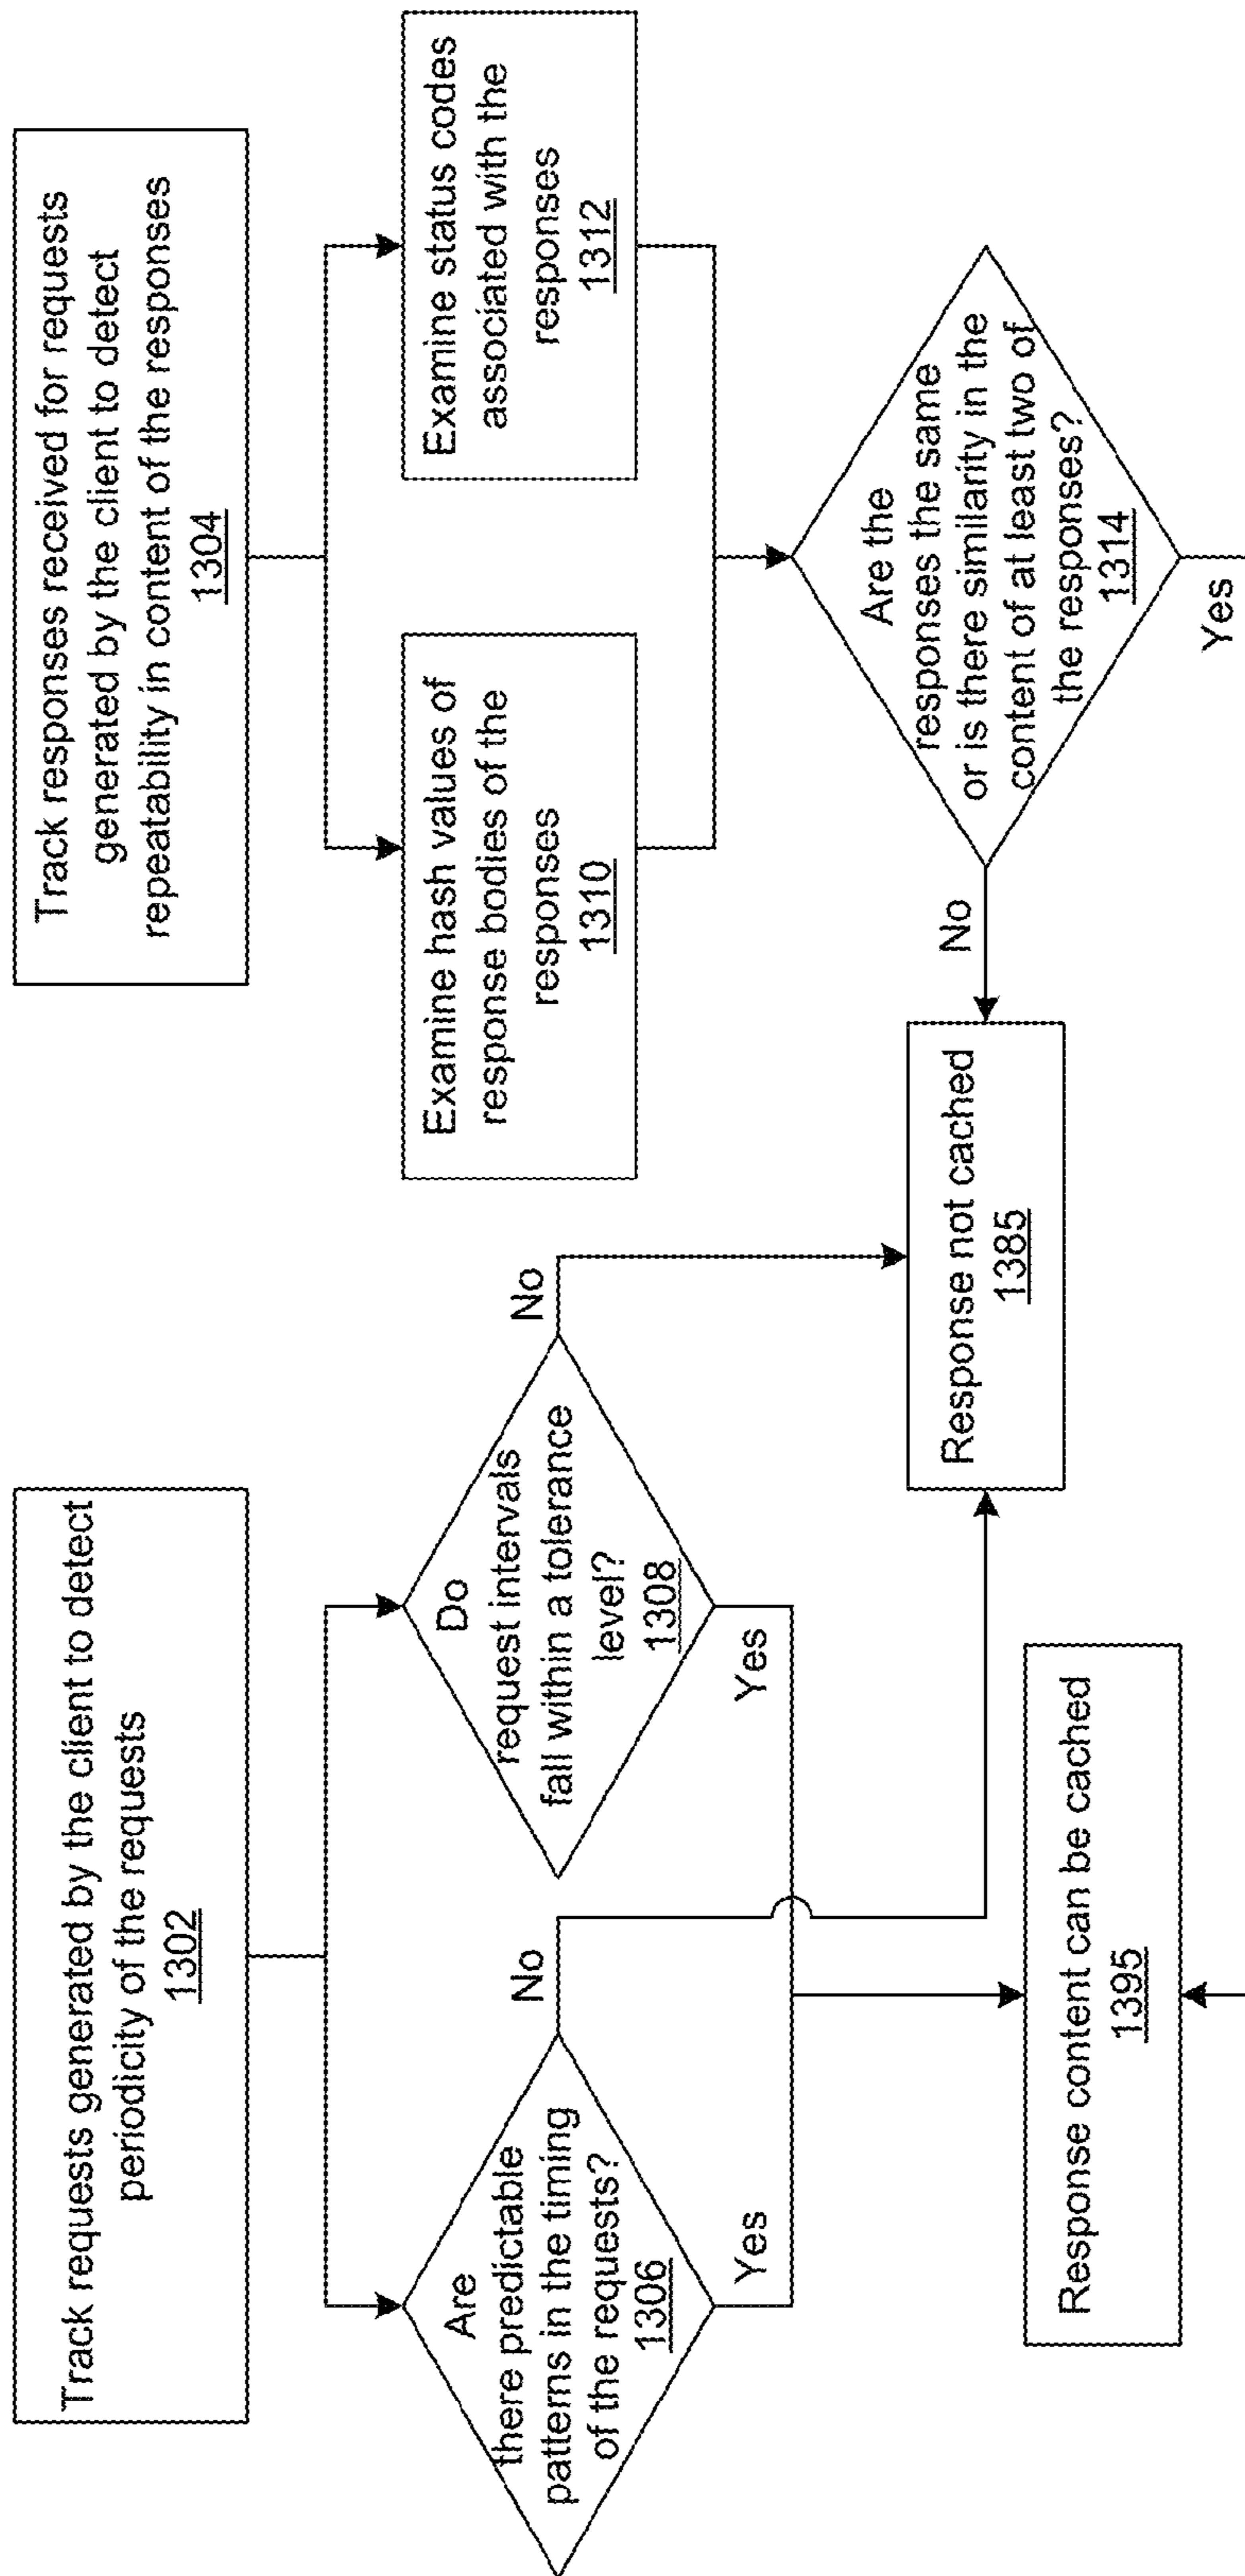 Track requests generated by the client to detect
periodicity of the requests
1302
Are
there predictable
patterns in the timing
of the requests?
1306
No
Yes
Do
request intervals
fall within a tolerance
level?
1308
No
Yes
Response content can be cached
1395
Response not cached
1385
Track responses received for requests
generated by the client to detect
repeatability in content of the responses
1304
Examine hash values of
response bodies of the
responses
1310
Examine status codes
associated with the
responses
1312
Are the
responses the same
or is there similarity in the
content of at least two of
the responses?
1314
No
Yes